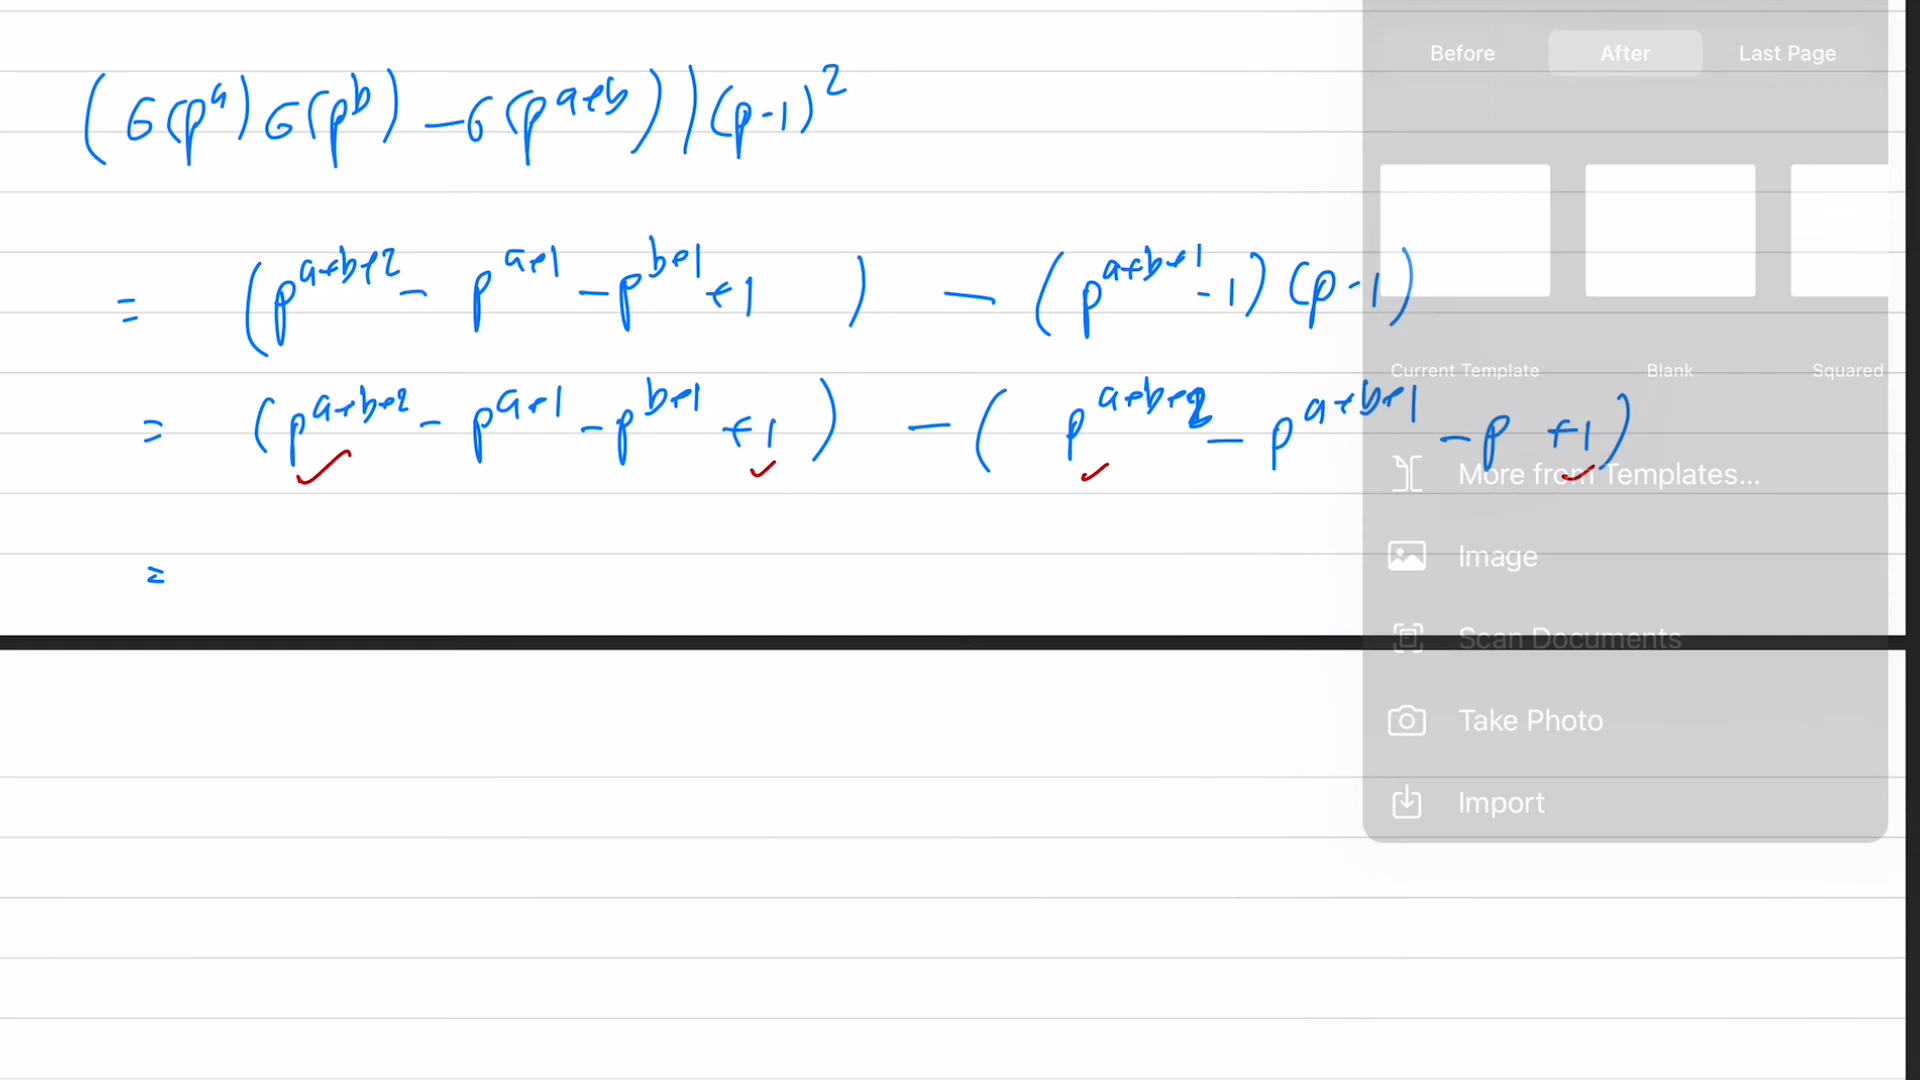 Before After Last Page
(σ(p^a) σ(p^b) - σ(p^{a+b})) (p-1)^2
= (p^{a+b+2} - p^{a+1} - p^{b+1} + 1) - (p^{a+b+1} - 1)(p-1)
Current Template Blank Squared
= (p^{a+b+2} - p^{a+1} - p^{b+1} + 1) - (p^{a+b+2} - p^{a+b+1} - p + 1)
More from Templates...
Image
=
Scan Documents
Take Photo
Import